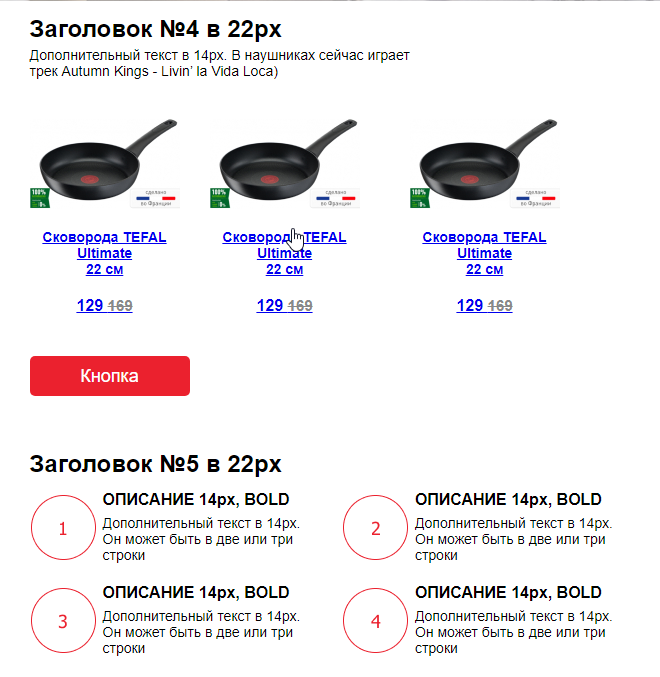 Заголовок №4 в 22px
Дополнительный текст в 14px. В наушниках сейчас играет
трек Autumn Kings - Livin' la Vida Loca)
100%
сделано
во Франции
100%
сделано
во Франции
100%
сделано
во Франции
Сковорода TEFAL
Ultimate
22 см
Сковорода TEFAL
Ultimate
22 см
Сковорода TEFAL
Ultimate
22 см
129 169
129 169
129 169
Кнопка
Заголовок №5 в 22px
1
ОПИСАНИЕ 14px, BOLD
Дополнительный текст в 14px.
Он может быть в две или три
строки
2
ОПИСАНИЕ 14px, BOLD
Дополнительный текст в 14px.
Он может быть в две или три
строки
3
ОПИСАНИЕ 14px, BOLD
Дополнительный текст в 14px.
Он может быть в две или три
строки
4
ОПИСАНИЕ 14px, BOLD
Дополнительный текст в 14px.
Он может быть в две или три
строки